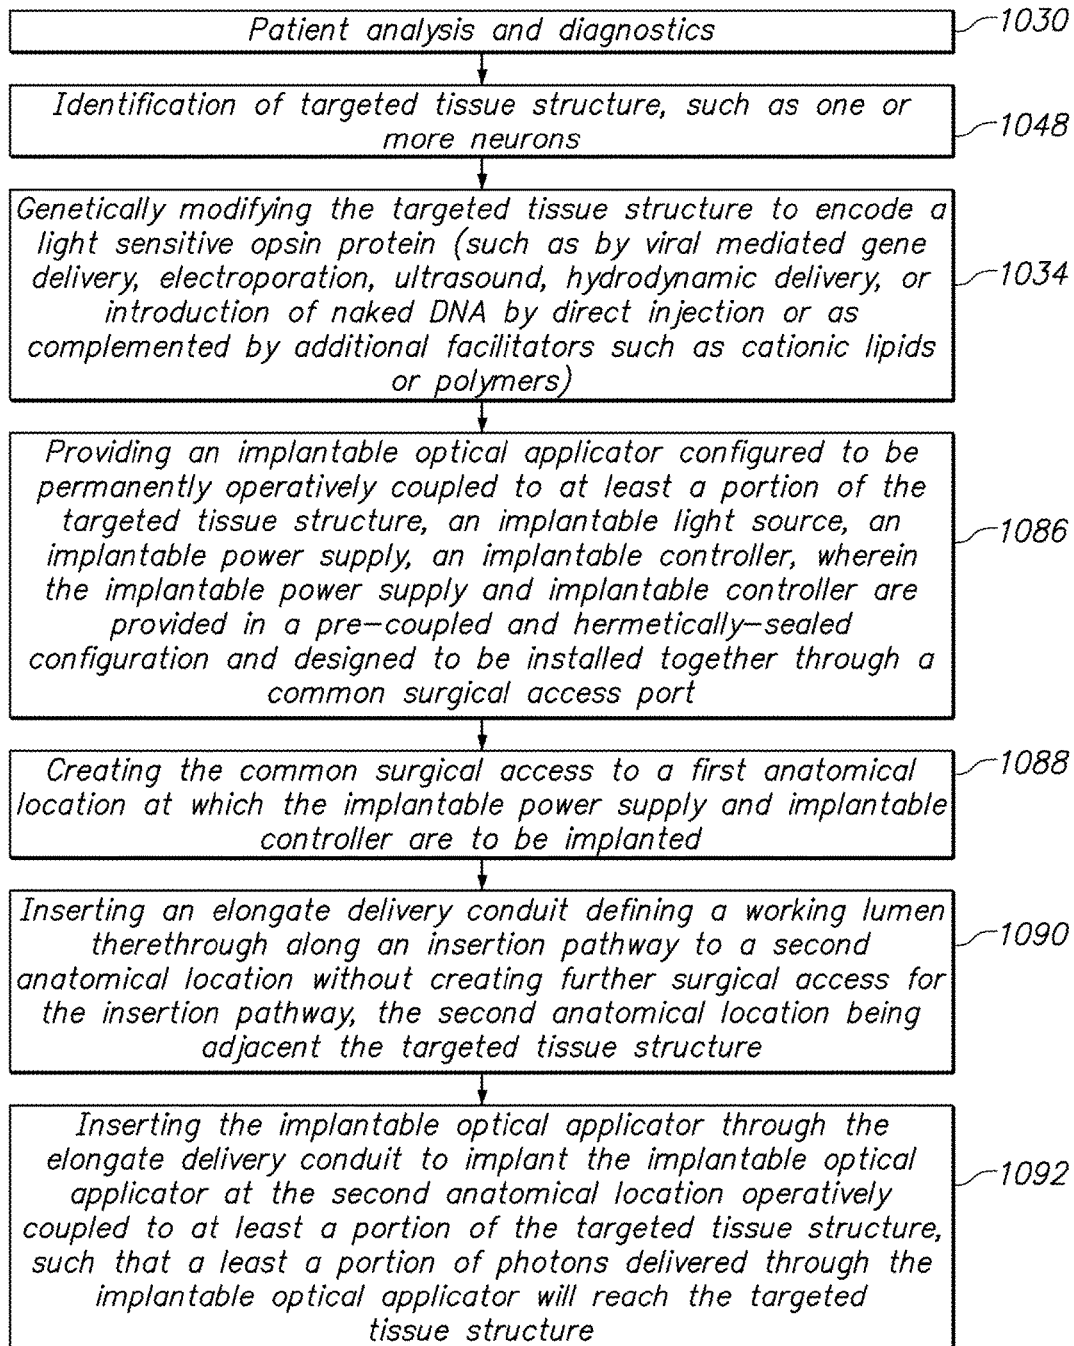 Patient analysis and diagnostics
1030
Identification of targeted tissue structure, such as one or
more neurons
1048
Genetically modifying the targeted tissue structure to encode a
light sensitive opsin protein (such as by viral mediated gene
delivery, electroporation, ultrasound, hydrodynamic delivery, or
introduction of naked DNA by direct injection or as
complemented by additional facilitators such as cationic lipids
or polymers)
1034
Providing an implantable optical applicator configured to be
permanently operatively coupled to at least a portion of the
targeted tissue structure, an implantable light source, an
implantable power supply, an implantable controller, wherein
the implantable power supply and implantable controller are
provided in a pre-coupled and hermetically-sealed
configuration and designed to be installed together through a
common surgical access port
1086
Creating the common surgical access to a first anatomical
location at which the implantable power supply and implantable
controller are to be implanted
1088
Inserting an elongate delivery conduit defining a working lumen
therethrough along an insertion pathway to a second
anatomical location without creating further surgical access for
the insertion pathway, the second anatomical location being
adjacent the targeted tissue structure
1090
Inserting the implantable optical applicator through the
elongate delivery conduit to implant the implantable optical
applicator at the second anatomical location operatively
coupled to at least a portion of the targeted tissue structure,
such that a least a portion of photons delivered through the
implantable optical applicator will reach the targeted
tissue structure
1092